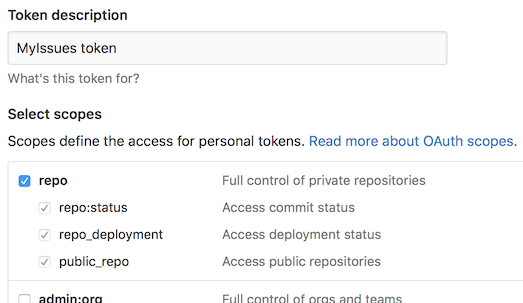 Token description
MyIssues token
What's this token for?
Select scopes
Scopes define the access for personal tokens. Read more about OAuth scopes.
repo Full control of private repositories
repo:status Access commit status
repo_deployment Access deployment status
public_repo Access public repositories
admin:org Full control of orgs and teams